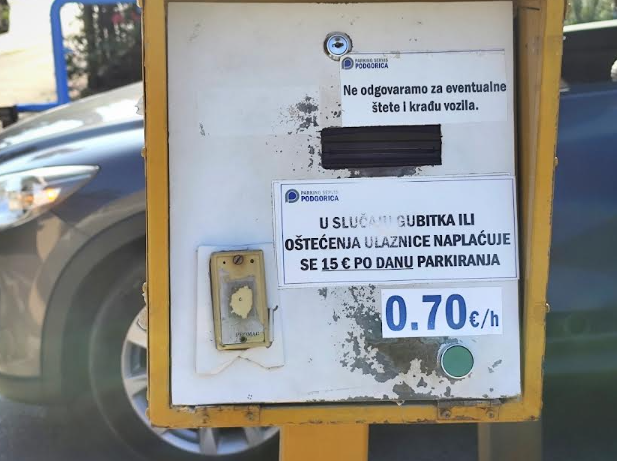 PARKING SERVIS
PODGORICA
Ne odgovaramo za eventualne
štete i krađu vozila.
PARKING SERVIS
PODGORICA
U SLUČAJU GUBITKA ILI
OŠTEĆENJA ULAZNICE NAPLAĆUJE
SE 15 € PO DANU PARKIRANJA
0.70€/h
PROMAG